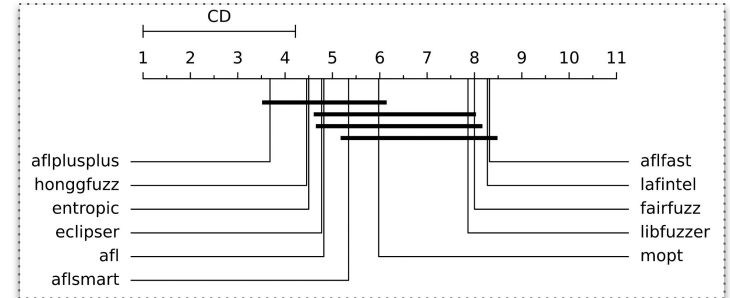 CD
1 2 3 4 5 6 7 8 9 10 11
aflplusplus aflfast
honggfuzz lafintel
entropic fairfuzz
eclipser libfuzzer
afl mopt
aflsmart